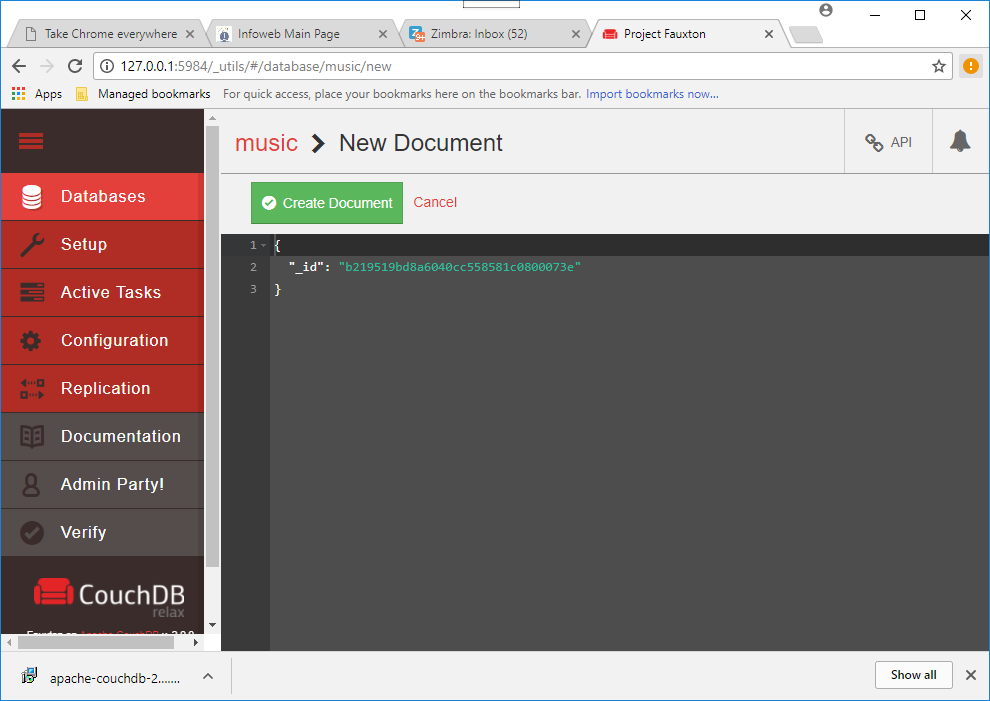 Take Chrome everywhere
Infoweb Main Page
Zimbra: Inbox (52)
Project Fauxton
127.0.0.1:5984/_utils/#/database/music/new
Apps
Managed bookmarks
For quick access, place your bookmarks here on the bookmarks bar. Import bookmarks now...
music
New Document
API
Databases
Setup
Active Tasks
Configuration
Replication
Documentation
Admin Party!
Verify
CouchDB
relax
Create Document
Cancel
1 {
2 "_id": "b219519bd8a6040cc558581c0800073e"
3 }
apache-couchdb-2.......
Show all